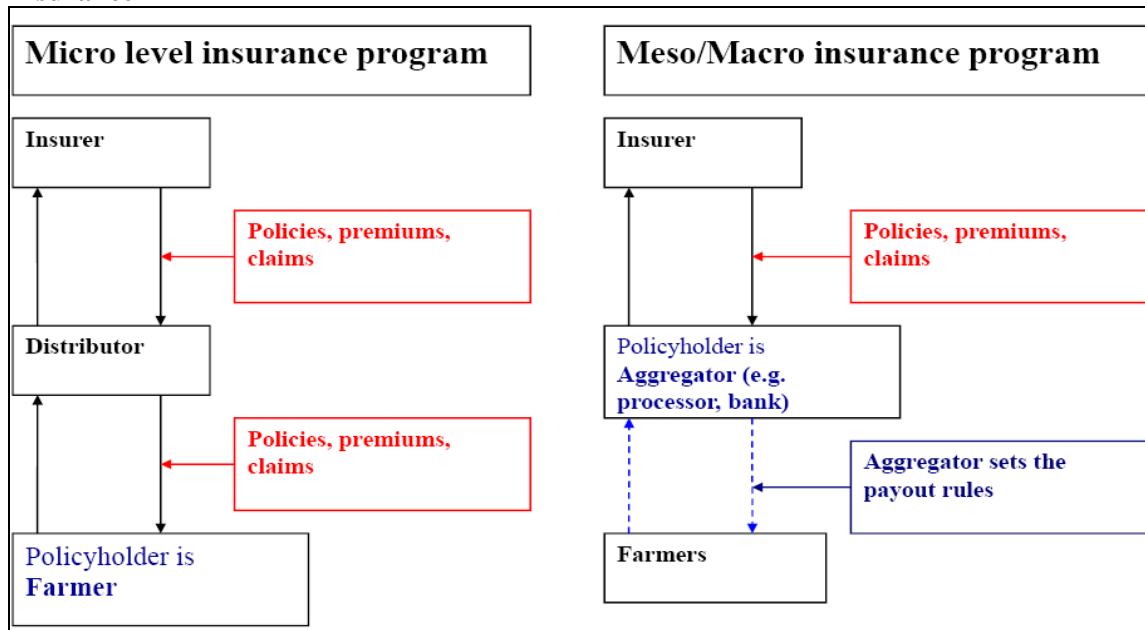 Micro level insurance program
Insurer
Policies, premiums,
claims
Distributor
Policies, premiums,
claims
Policyholder is
Farmer
Meso/Macro insurance program
Insurer
Policies, premiums,
claims
Policyholder is
Aggregator (e.g.
processor, bank)
Aggregator sets the
payout rules
Farmers